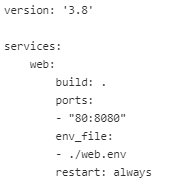 version: '3.8'

services:
    web:
        build: .
        ports:
        - "80:8080"
        env_file:
        - ./web.env
        restart: always